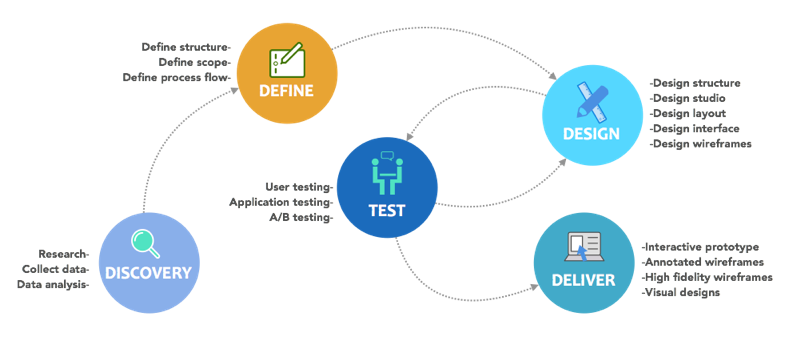 Define structure-
Define scope-
Define process flow-
DEFINE
-Design structure
-Design studio
-Design layout
-Design interface
-Design wireframes
DESIGN
User testing-
Application testing-
A/B testing-
TEST
Research-
Collect data-
Data analysis-
DISCOVERY
-Interactive prototype
-Annotated wireframes
-High fidelity wireframes
-Visual designs
DELIVER